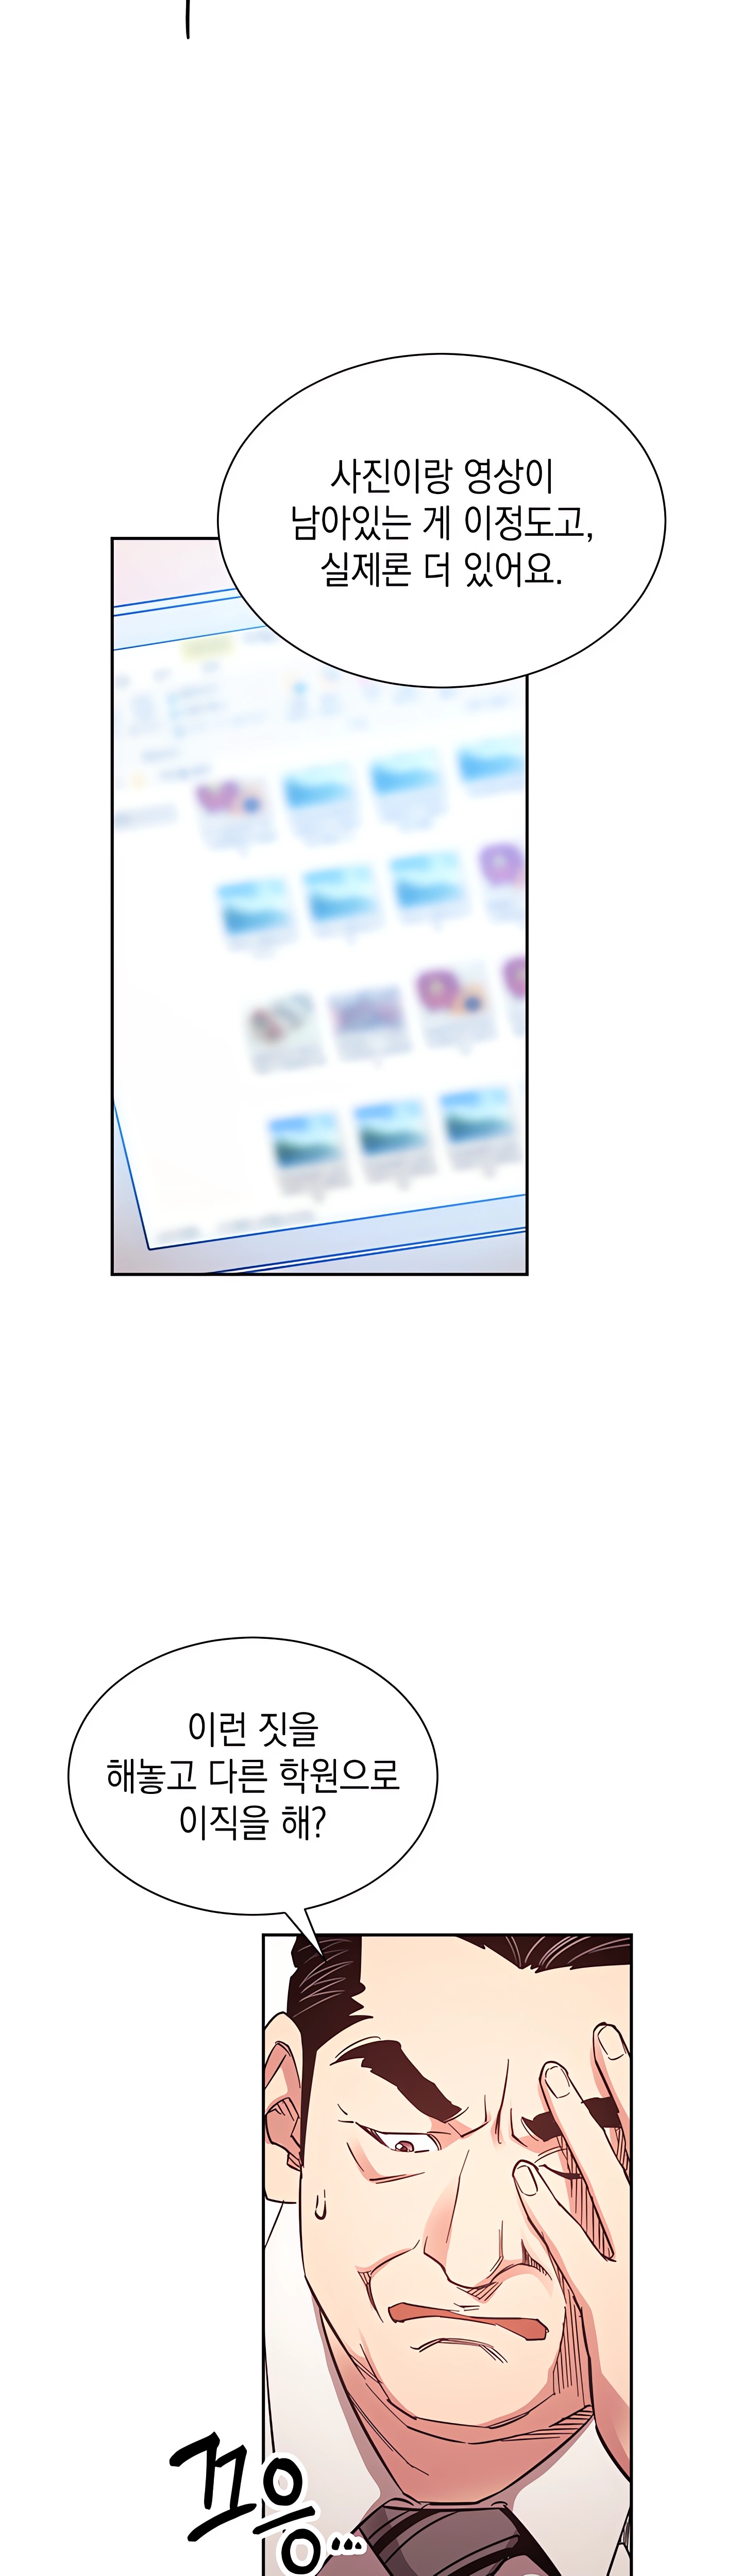 사진이랑 영상이
남아있는 게 이정도고,
실제론 더 있어요.
이런 짓을
해놓고 다른 학원으로
이직을 해?
끄응...